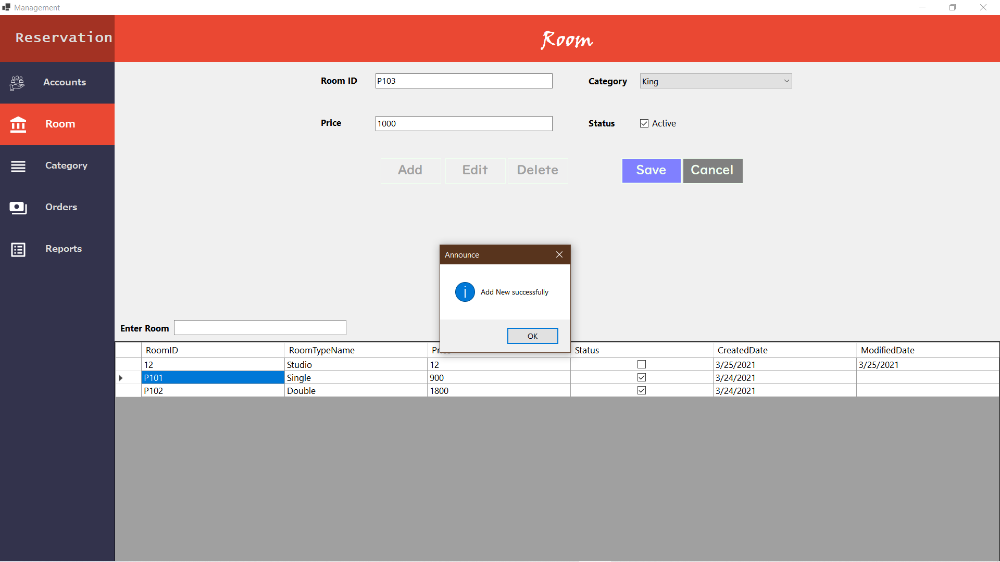 Management
Reservation
Room
Accounts
Room
Category
Orders
Reports
Room ID P103 Category King
Price 1000 Status Active
Add Edit Delete Save Cancel
Announce
Add New successfully
OK
Enter Room
RoomID RoomTypeName Status CreatedDate ModifiedDate
12 Studio 12 3/25/2021 3/25/2021
P101 Single 900 3/24/2021
P102 Double 1800 3/24/2021